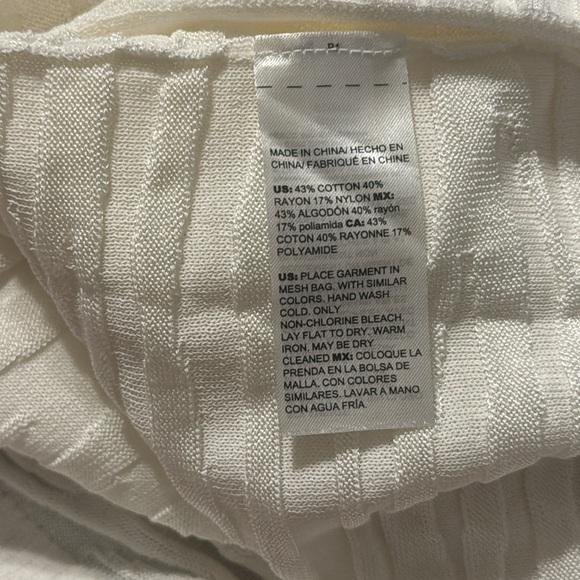 MADE IN CHINA/ HECHO EN
CHINA/ FABRIQUÉ EN CHINE
US: 43% COTTON 40%
RAYON 17% NYLON MX:
43% ALGODÓN 40% rayón
17% poliamida CA: 43%
COTON 40% RAYONNE 17%
POLYAMIDE
US: PLACE GARMENT IN
MESH BAG, WITH SIMILAR
COLORS, HAND WASH
COLD, ONLY
NON-CHLORINE BLEACH,
LAY FLAT TO DRY, WARM
IRON, MAY BE DRY
CLEANED MX: COLOQUE LA
PRENDA EN LA BOLSA DE
MALLA, CON COLORES
SIMILARES, LAVAR A MANO
CON AGUA FRÍA,